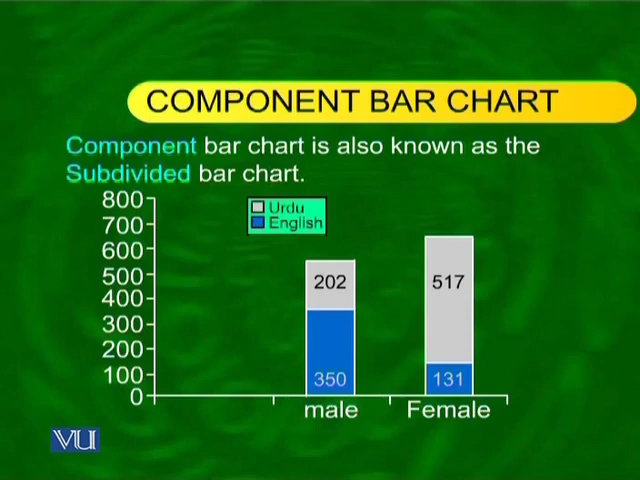 COMPONENT BAR CHART
Component bar chart is also known as the
Subdivided bar chart.
800
700
600
500
400
300
200
100
0
Urdu
English
202
517
350
131
male
Female
VU